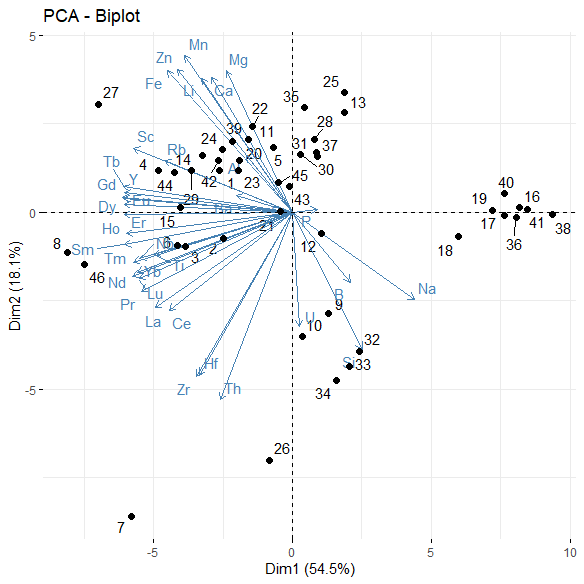 PCA - Biplot
5
Mn
Zn
Mg
Fe
Li
Ca
27
25
13
35
22
28
Sc
24
39
11
31
37
Rb
20
5
Tb
4
14
A
30
Gd
Y
44
42
1
23
45
40
Eu
29
43
19
16
0
Dy
15
21
P
17
41
38
Ho
Er
12
36
8
Sm
6
2
18
Tm
3
46
Nd
Yb
Ti
Pr
Lu
B
Na
La
Ce
U
9
10
32
Hf
Si
33
Zr
Th
34
-5
26
7
-5
0
5
10
Dim1 (54.5%)
Dim2 (18.1%)